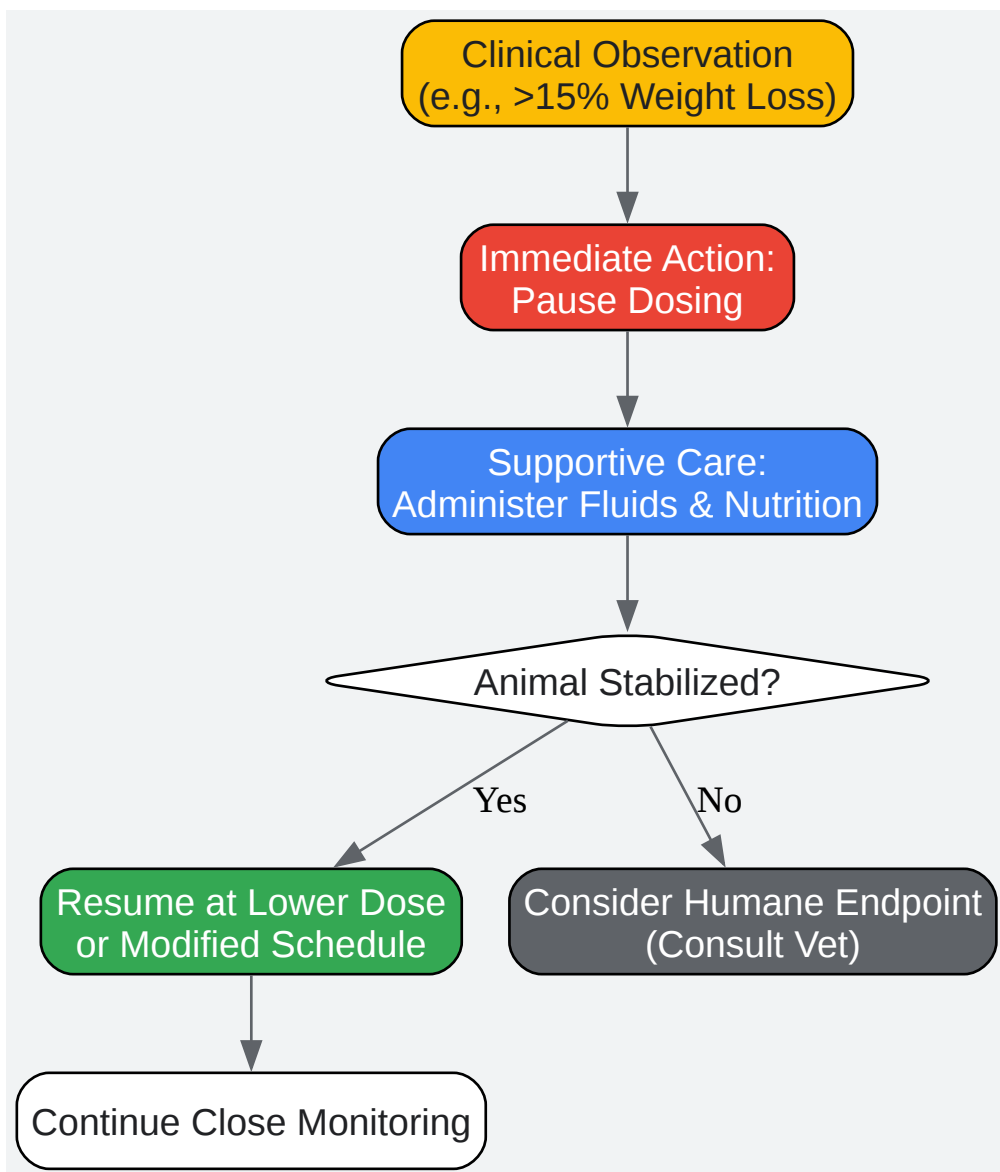 Clinical Observation
(e.g., >15% Weight Loss)
Immediate Action:
Pause Dosing
Supportive Care:
Administer Fluids & Nutrition
Animal Stabilized?
Yes
No
Resume at Lower Dose
or Modified Schedule
Consider Humane Endpoint
(Consult Vet)
Continue Close Monitoring